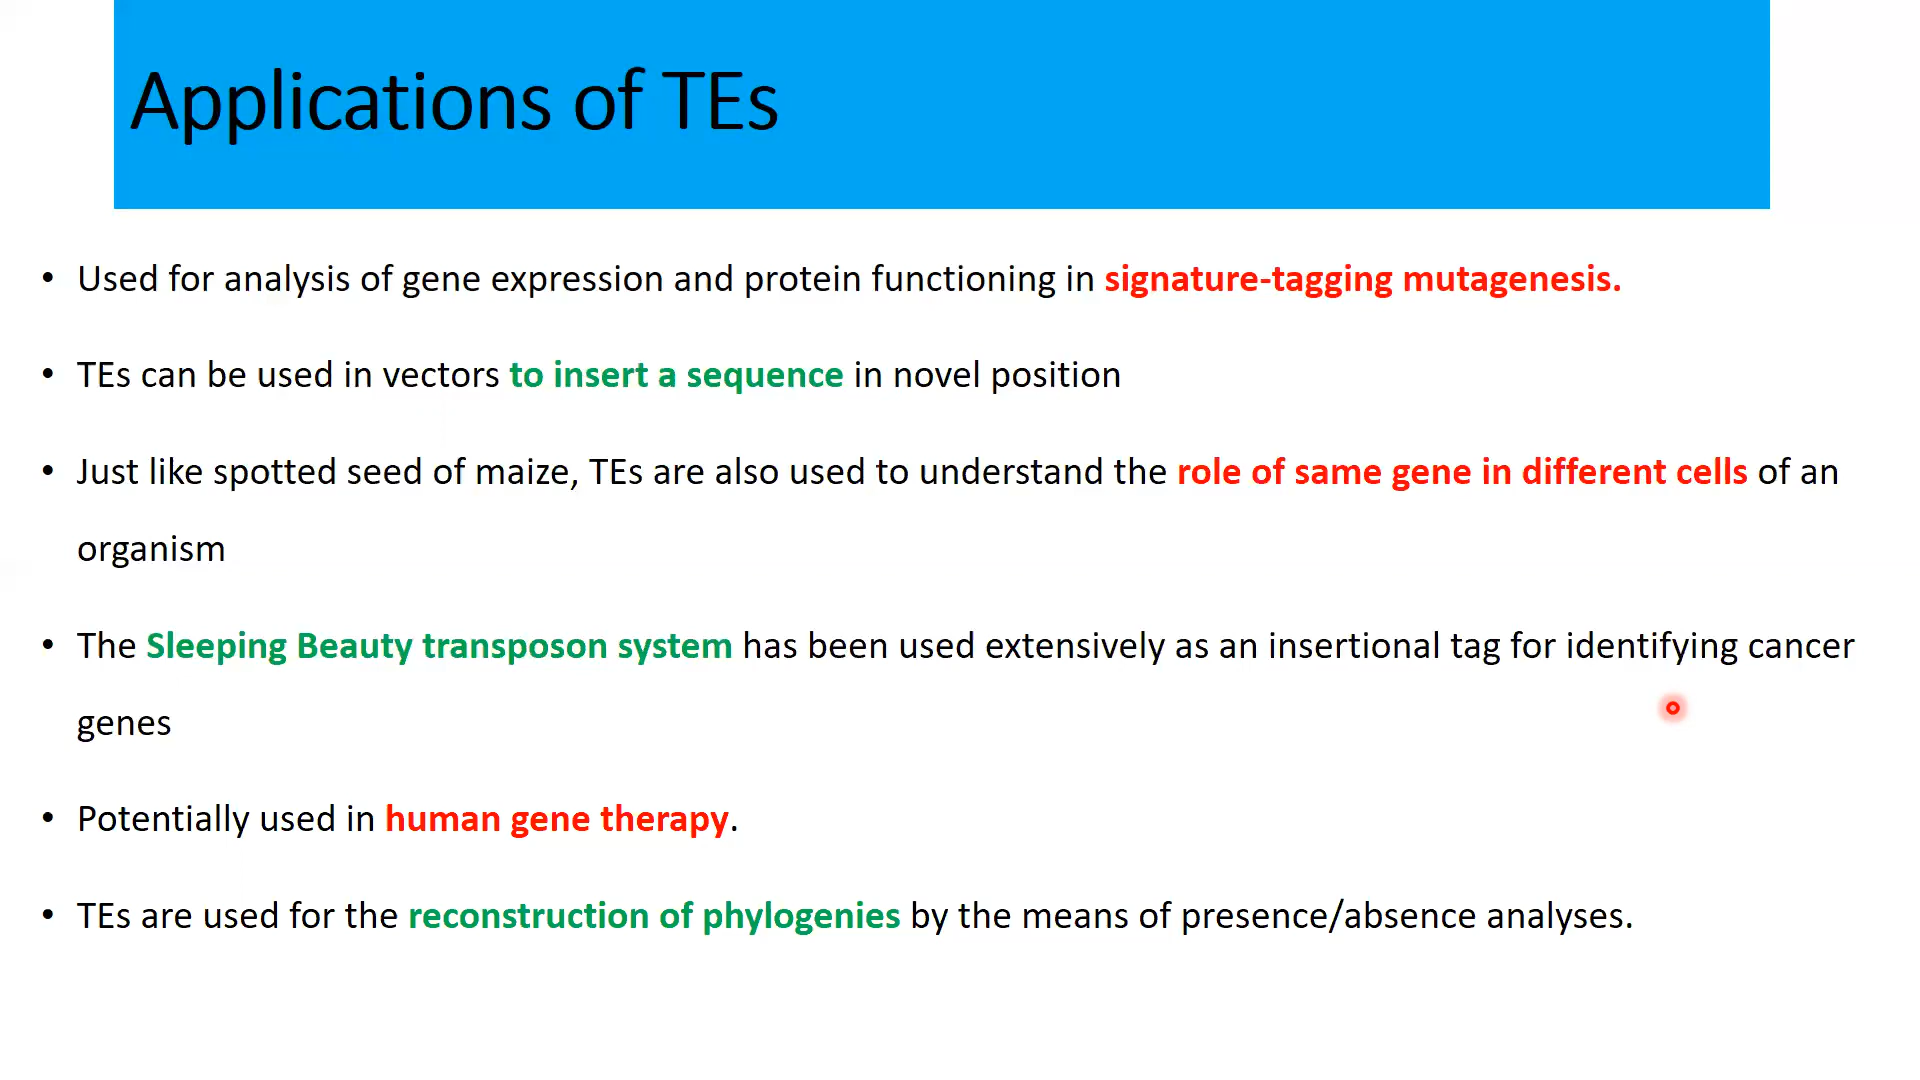 Applications of TEs
• Used for analysis of gene expression and protein functioning in signature-tagging mutagenesis.
• TEs can be used in vectors to insert a sequence in novel position
• Just like spotted seed of maize, TEs are also used to understand the role of same gene in different cells of an
organism
• The Sleeping Beauty transposon system has been used extensively as an insertional tag for identifying cancer
genes
• Potentially used in human gene therapy.
• TEs are used for the reconstruction of phylogenies by the means of presence/absence analyses.